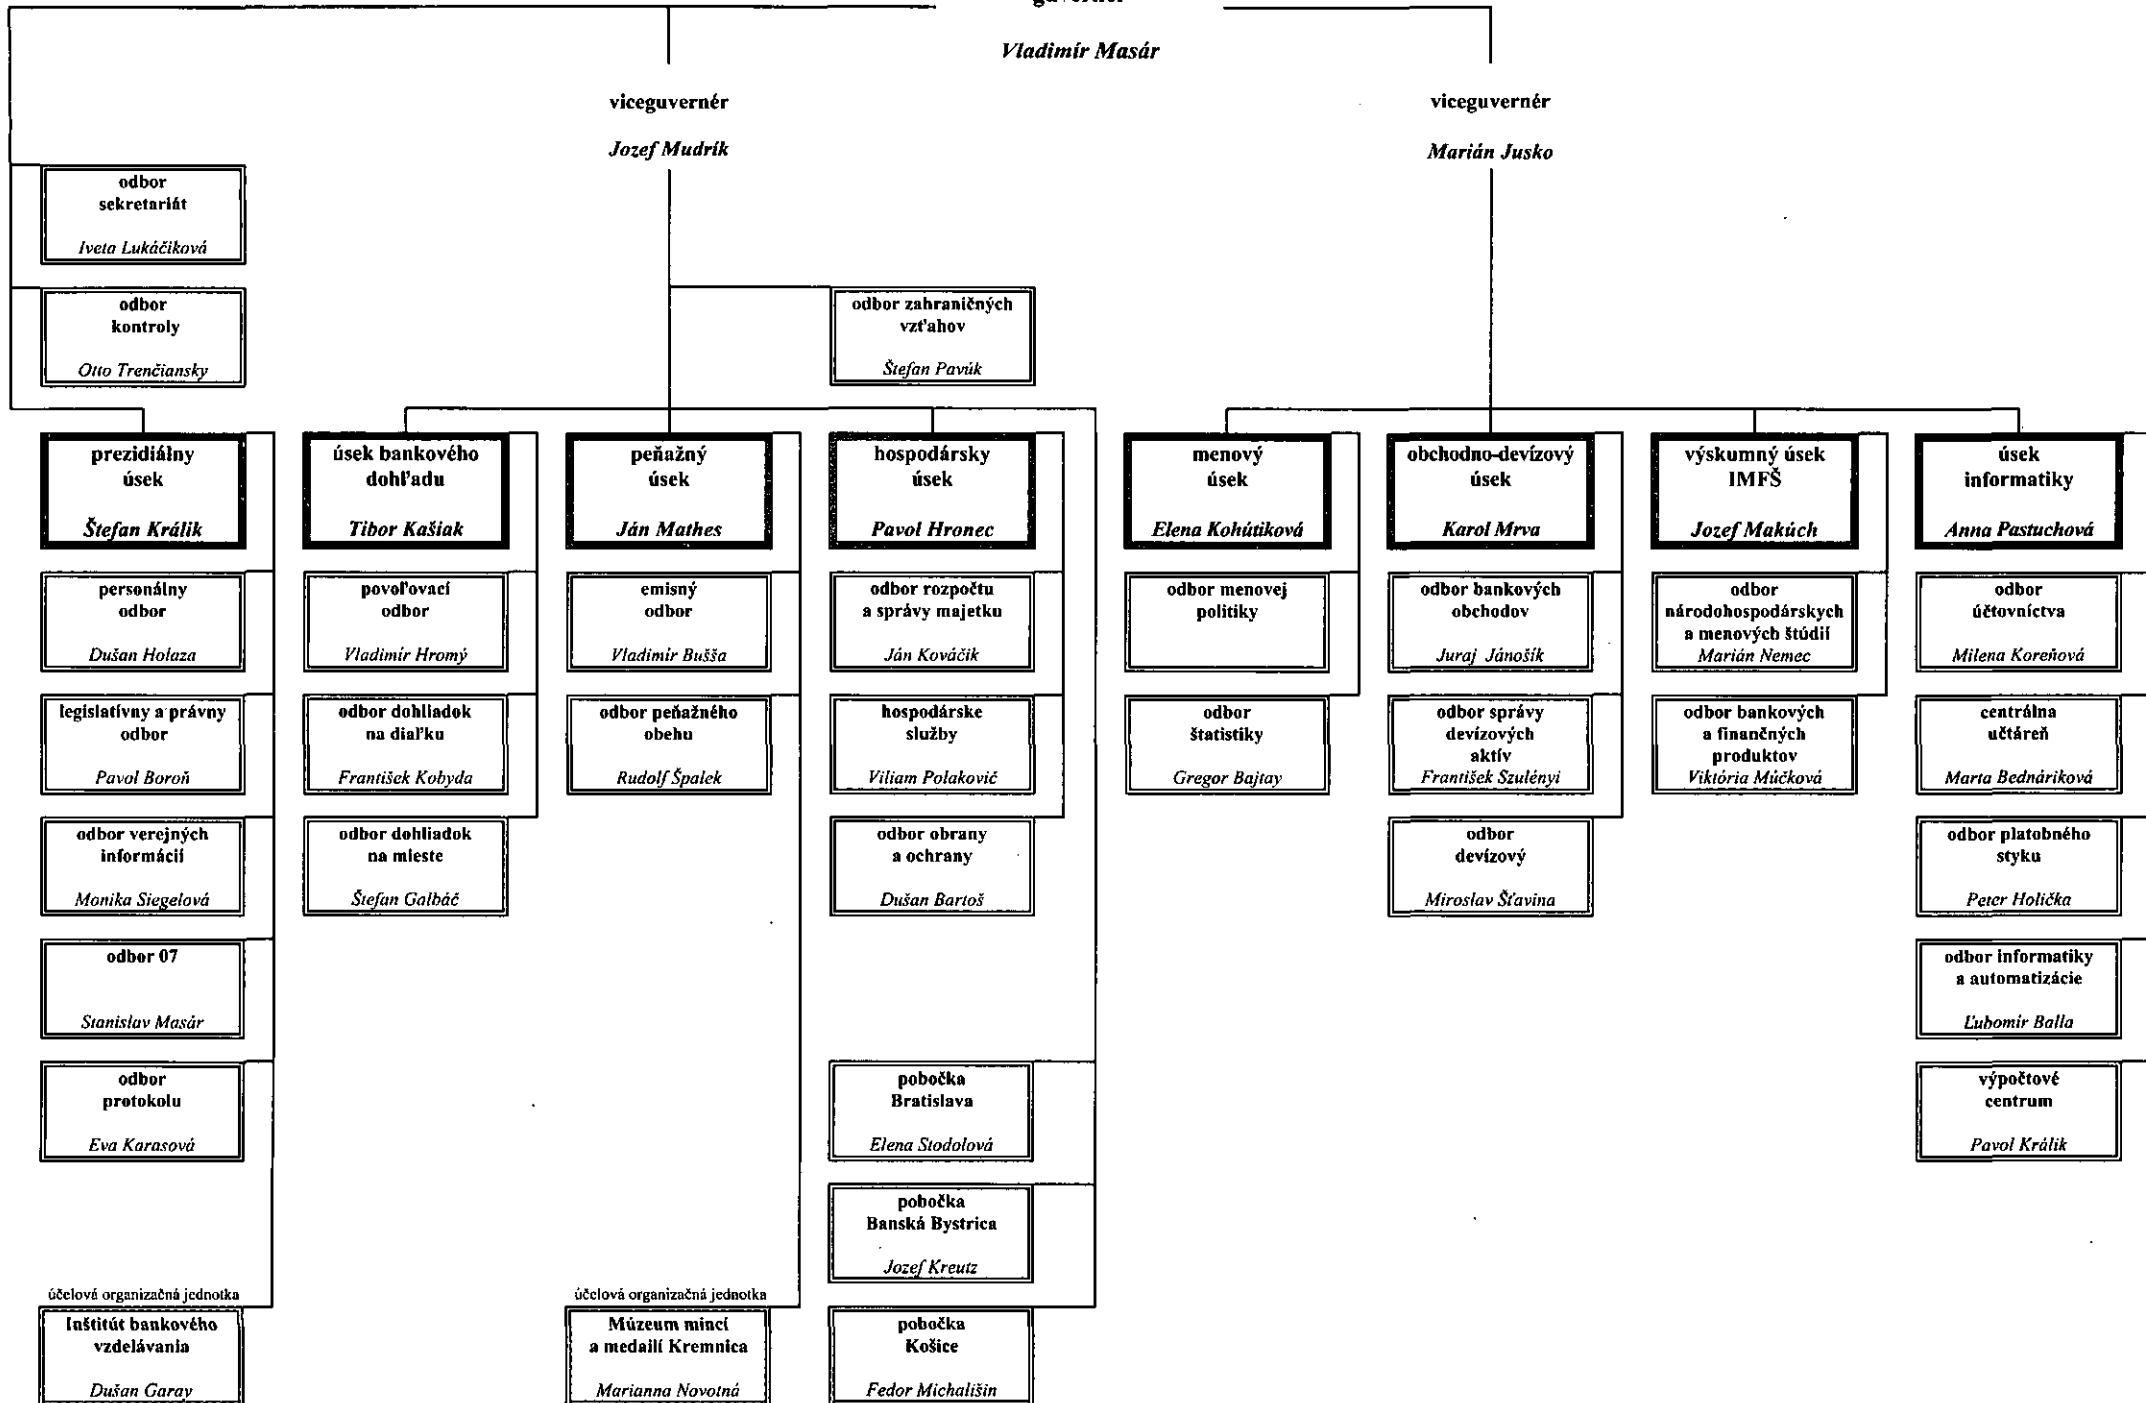 guvernér
Vladimír Masár
viceguvernér
Jozef Mudrík
viceguvernér
Marián Jusko
odbor
sekretariát
Iveta Lukáčiková
odbor
kontroly
Otto Trenčiansky
odbor zahraničných
vzťahov
Štefan Pavúk
prezidiálny
úsek
Štefan Králik
úsek bankového
dohľadu
Tibor Kašiak
peňažný
úsek
Ján Mathes
hospodársky
úsek
Pavol Hronec
menový
úsek
Elena Kohútiková
obchodno-devízový
úsek
Karol Mrva
výskumný úsek
IMFŠ
Jozef Makúch
úsek
informatiky
Anna Pastuchová
personálny
odbor
Dušan Holaza
povoľovací
odbor
Vladimír Hromý
emisný
odbor
Vladimír Bušša
odbor rozpočtu
a správy majetku
Ján Kováčik
odbor menovej
politiky
odbor bankových
obchodov
Juraj Jánošík
odbor
národohospodárskych
a menových štúdií
Marián Nemec
odbor
účtovníctva
Milena Koreňová
legislatívny a právny
odbor
Pavol Boroň
odbor dohliadok
na diaľku
František Kobyda
odbor peňažného
obehu
Rudolf Špalek
hospodárske
služby
Viliam Polakovič
odbor
štatistiky
Gregor Bajtay
odbor správy
devízových
aktív
František Szulényi
odbor bankových
a finančných
produktov
Viktória Múčková
centrálna
učtáreň
Marta Bednáriková
odbor verejných
informácií
Monika Siegelová
odbor dohliadok
na mieste
Štefan Galbáč
odbor obrany
a ochrany
Dušan Bartoš
odbor
devízový
Miroslav Šťavina
odbor platobného
styku
Peter Holička
odbor 07
Stanislav Masár
odbor informatiky
a automatizácie
Ľubomír Balla
odbor
protokolu
Eva Karasová
pobočka
Bratislava
Elena Stodolová
výpočtové
centrum
Pavol Králik
pobočka
Banská Bystrica
Jozef Kreutz
účelová organizačná jednotka
Inštitút bankového
vzdelávania
Dušan Garay
účelová organizačná jednotka
Múzeum mincí
a medailí Kremnica
Marianna Novotná
pobočka
Košice
Fedor Michališin